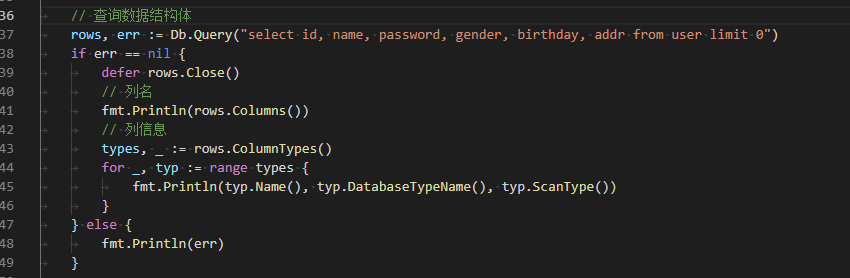 36 // 查询数据结构体
37 rows, err := Db.Query("select id, name, password, gender, birthday, addr from user limit 0")
38 if err == nil {
39 defer rows.Close()
40 // 列名
41 fmt.Println(rows.Columns())
42 // 列信息
43 types, _ := rows.ColumnTypes()
44 for _, typ := range types {
45 fmt.Println(typ.Name(), typ.DatabaseTypeName(), typ.ScanType())
46 }
47 } else {
48 fmt.Println(err)
49 }